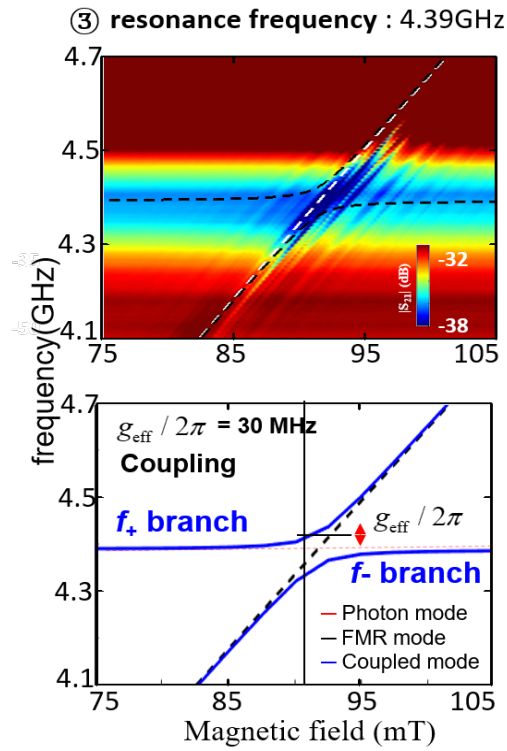 ③ resonance frequency : 4.39GHz
4.7
4.5
4.3
4.1
75
85
95
105
|S21| (dB)
-32
-38
frequency(GHz)
4.7
4.5
4.3
4.1
g_eff / 2π = 30 MHz
Coupling
f+ branch
g_eff / 2π
f- branch
Photon mode
FMR mode
Coupled mode
75
85
95
105
Magnetic field (mT)